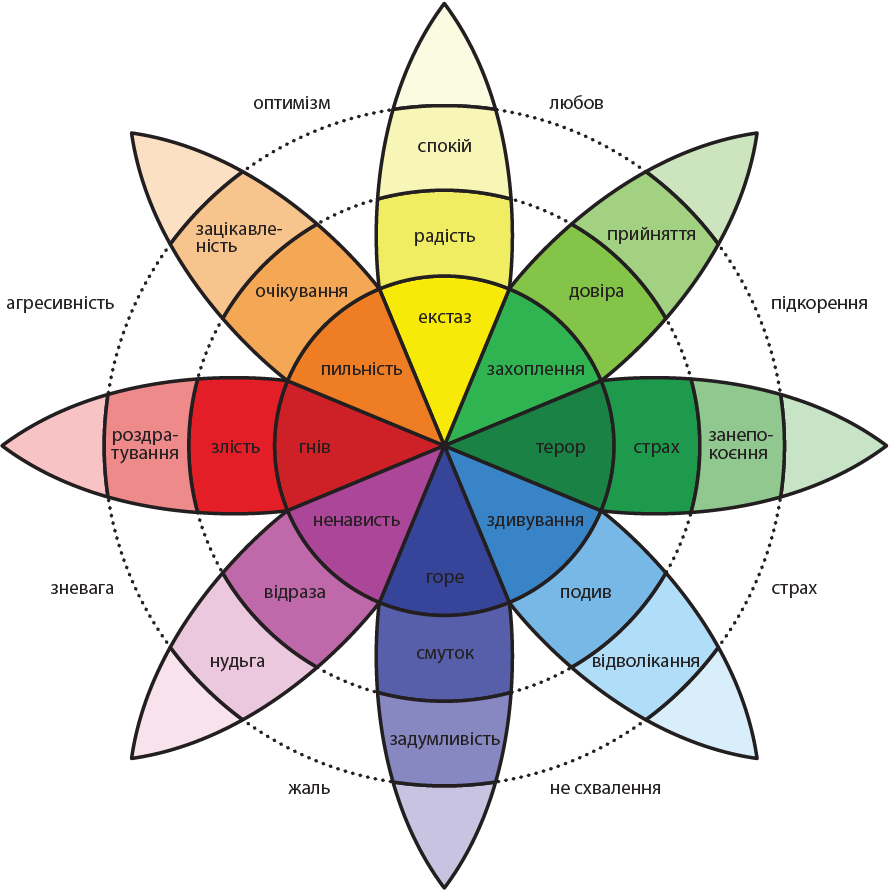 оптимізм
любов
спокій
зацікавле-
ність
прийняття
радість
очікування
довіра
агресивність
підкорення
екстаз
пильність
захоплення
роздра-
тування
злість
гнів
терор
страх
занепо-
коєння
ненависть
здивування
горе
зневага
відраза
подив
страх
смуток
нудьга
відволікання
задумливість
жаль
не схвалення